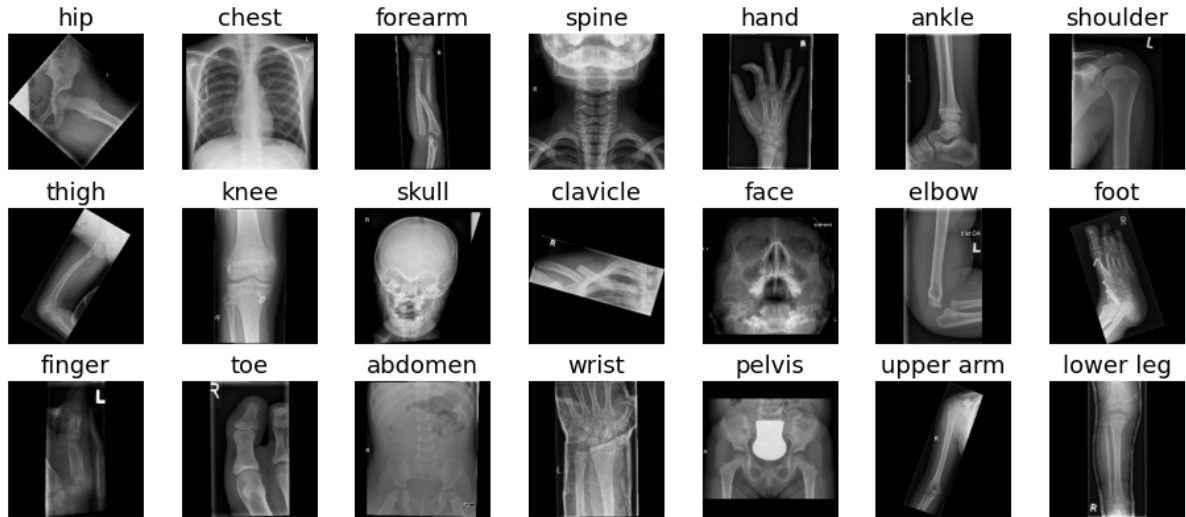 hip chest forearm spine hand ankle shoulder
L R R R L L
thigh knee skull clavicle face elbow foot
R R R L R
finger toe abdomen wrist pelvis upper arm lower leg
L R R L R R